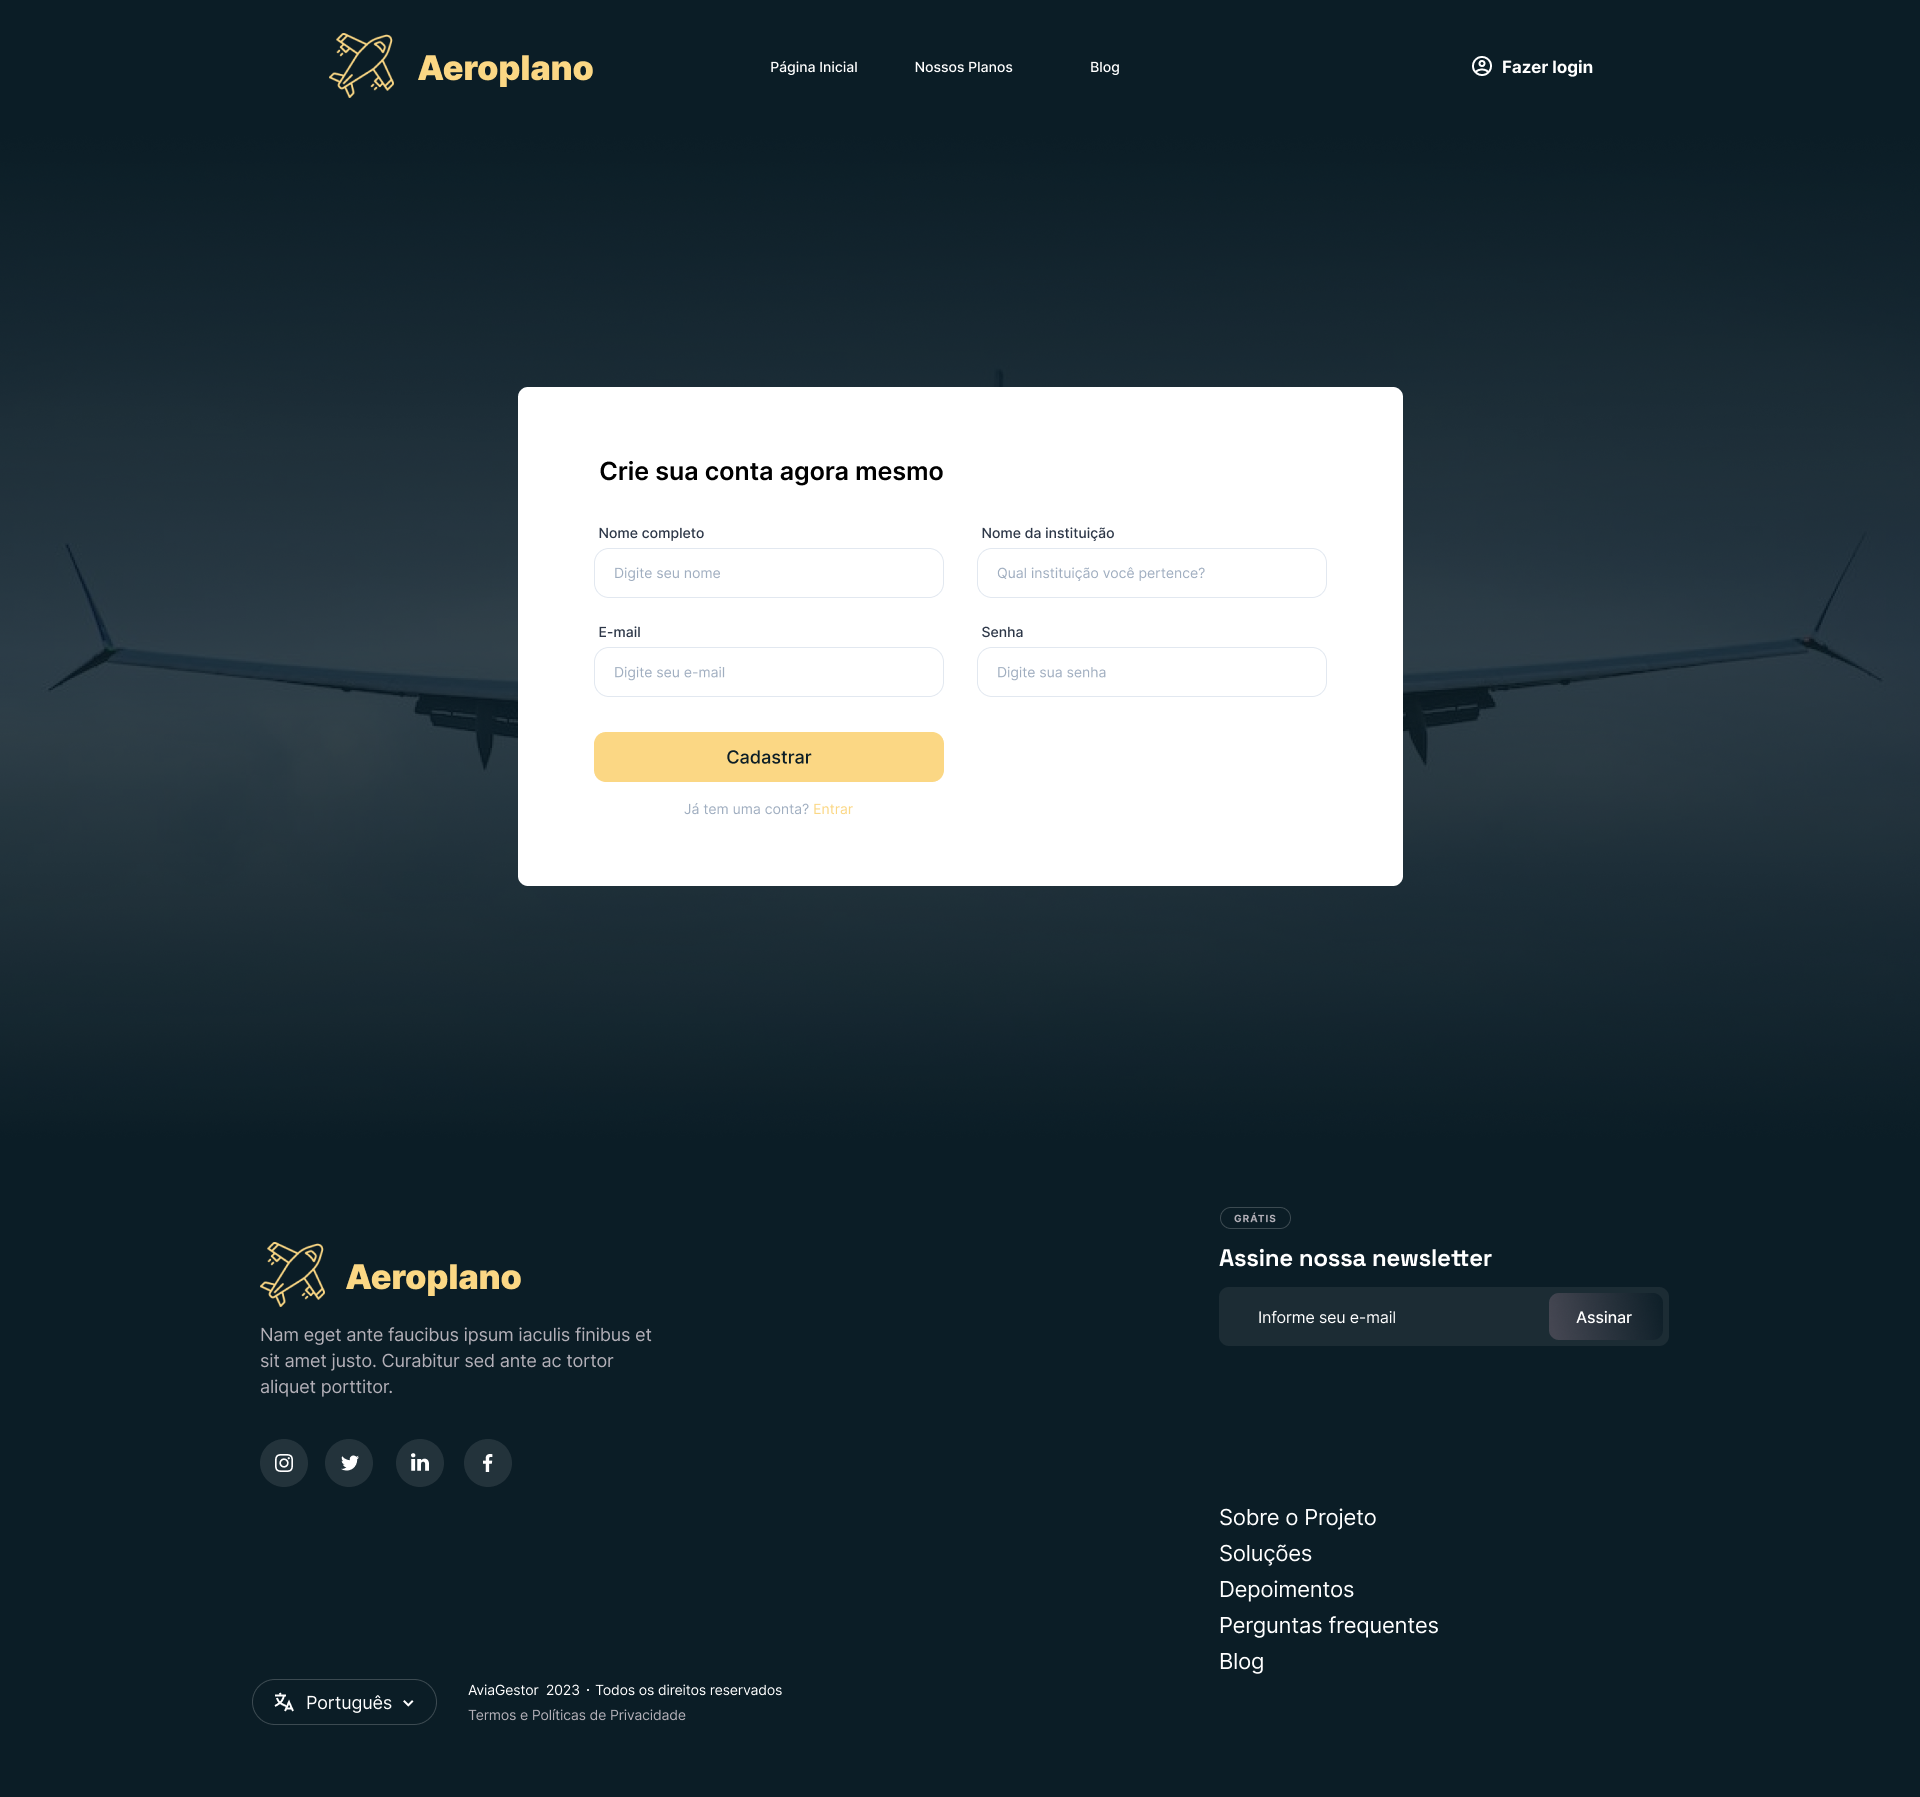 Aeroplano
Página Inicial
Nossos Planos
Blog
Fazer login
Crie sua conta agora mesmo
Nome completo
Nome da instituição
Digite seu nome
Qual instituição você pertence?
E-mail
Senha
Digite seu e-mail
Digite sua senha
Cadastrar
Já tem uma conta? Entrar
GRÁTIS
Assine nossa newsletter
Informe seu e-mail
Assinar
Aeroplano
Nam eget ante faucibus ipsum iaculis finibus et
sit amet justo. Curabitur sed ante ac tortor
aliquet porttitor.
Sobre o Projeto
Soluções
Depoimentos
Perguntas frequentes
Blog
Português
AviaGestor 2023 · Todos os direitos reservados
Termos e Políticas de Privacidade